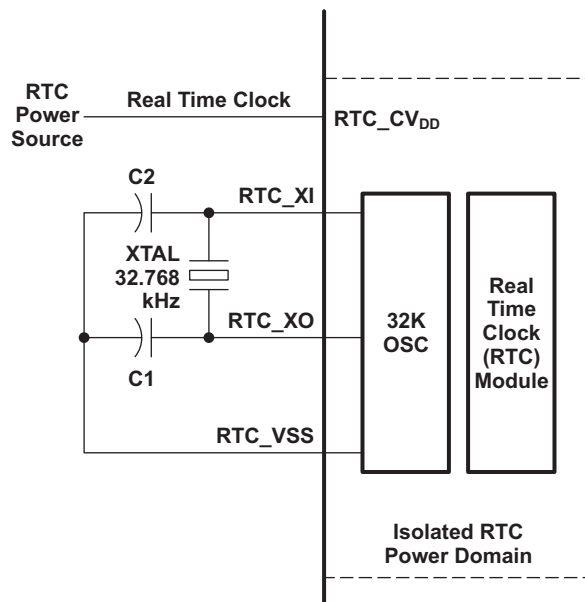 RTC
Power
Source
Real Time Clock
RTC_CVDD
C2
RTC_XI
XTAL
32.768
kHz
RTC_XO
C1
RTC_VSS
32K
OSC
Real
Time
Clock
(RTC)
Module
Isolated RTC
Power Domain